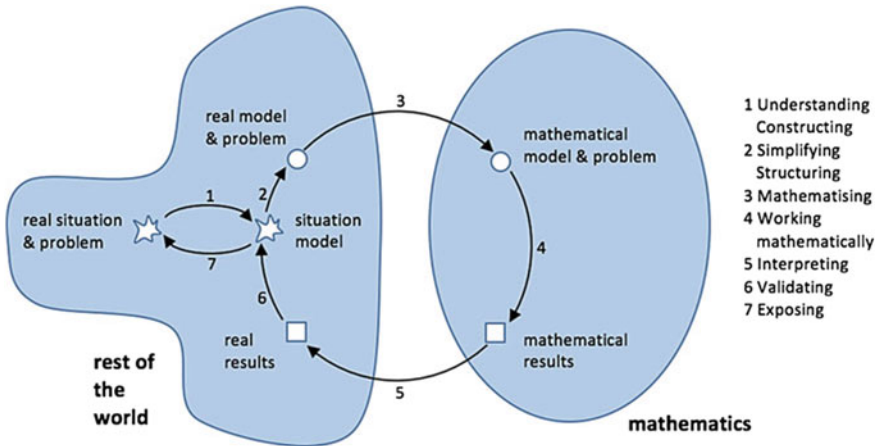 real model
& problem
3
mathematical
model & problem
1 Understanding
Constructing
2 Simplifying
Structuring
3 Mathematising
4 Working
mathematically
5 Interpreting
6 Validating
7 Exposing
1
2
real situation
& problem
situation
model
7
4
6
real
results
mathematical
results
5
rest of
the
world
mathematics